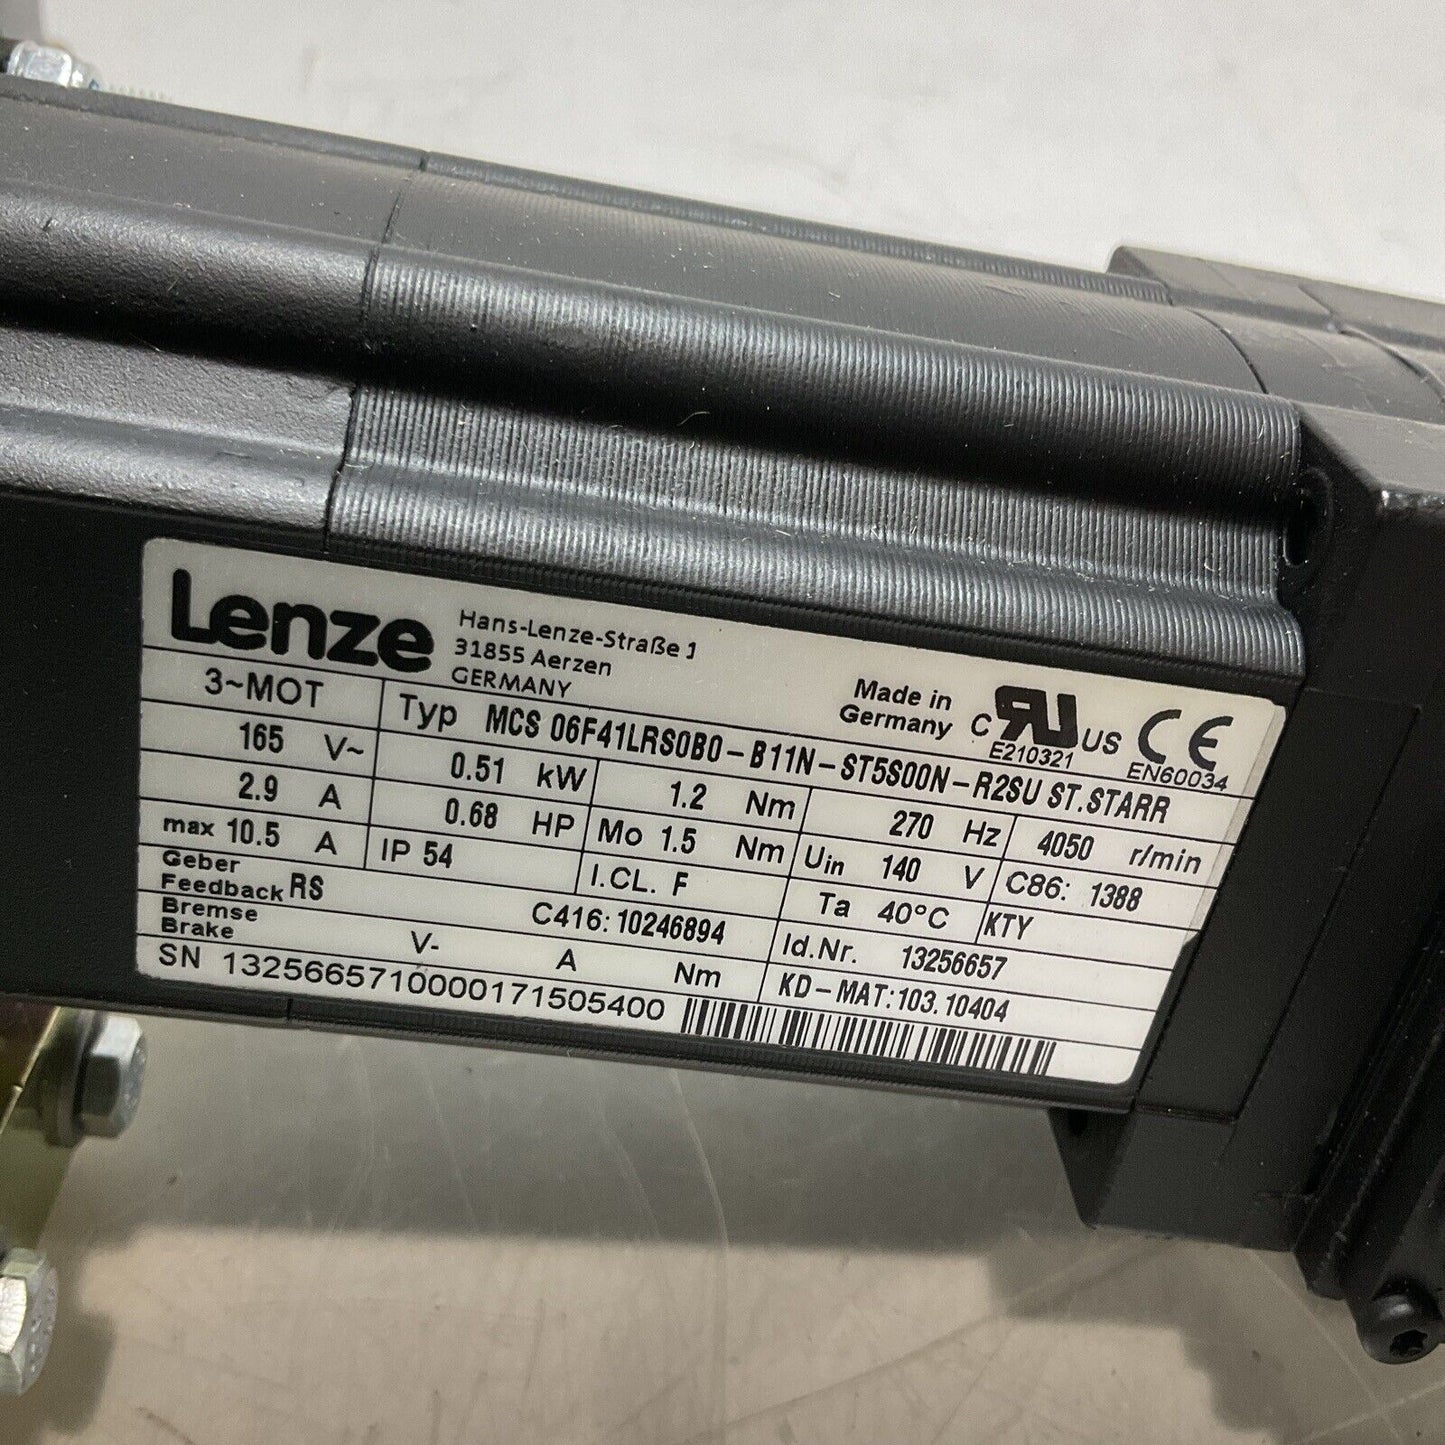 Lenze
Hans-Lenze-Straße 1
31855 Aerzen
GERMANY
Made in
Germany
C RU US
E210321
CE
EN60034
3~MOT
Typ MCS 06F41LRS0B0-B11N-ST5S00N-R2SU ST.STARR
165 V~ 0.51 kW 1.2 Nm 270 Hz 4050 r/min
2.9 A 0.68 HP Mo 1.5 Nm Uin 140 V C86: 1388
max 10.5 A IP 54 I.CL. F Ta 40°C KTY
Geber
Feedback RS C416: 10246894 Id.Nr. 13256657
Bremse
Brake V- A Nm KD-MAT:103.10404
SN 1325665710000171505400